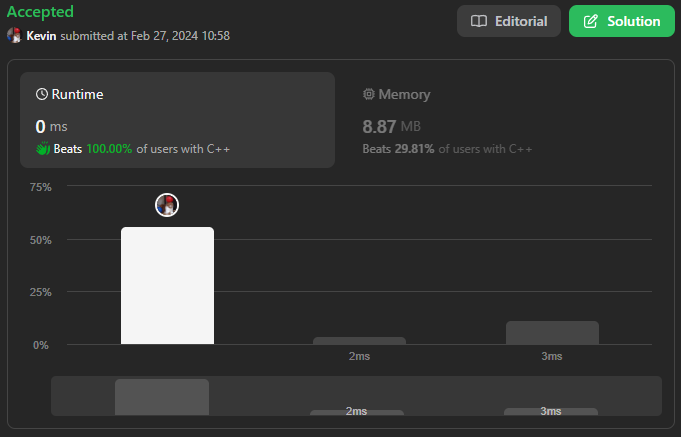 Accepted
Editorial
Solution
Kevin submitted at Feb 27, 2024 10:58
Runtime
0 ms
Beats 100.00% of users with C++
Memory
8.87 MB
Beats 29.81% of users with C++
75%
50%
25%
0%
2ms
3ms
2ms
3ms